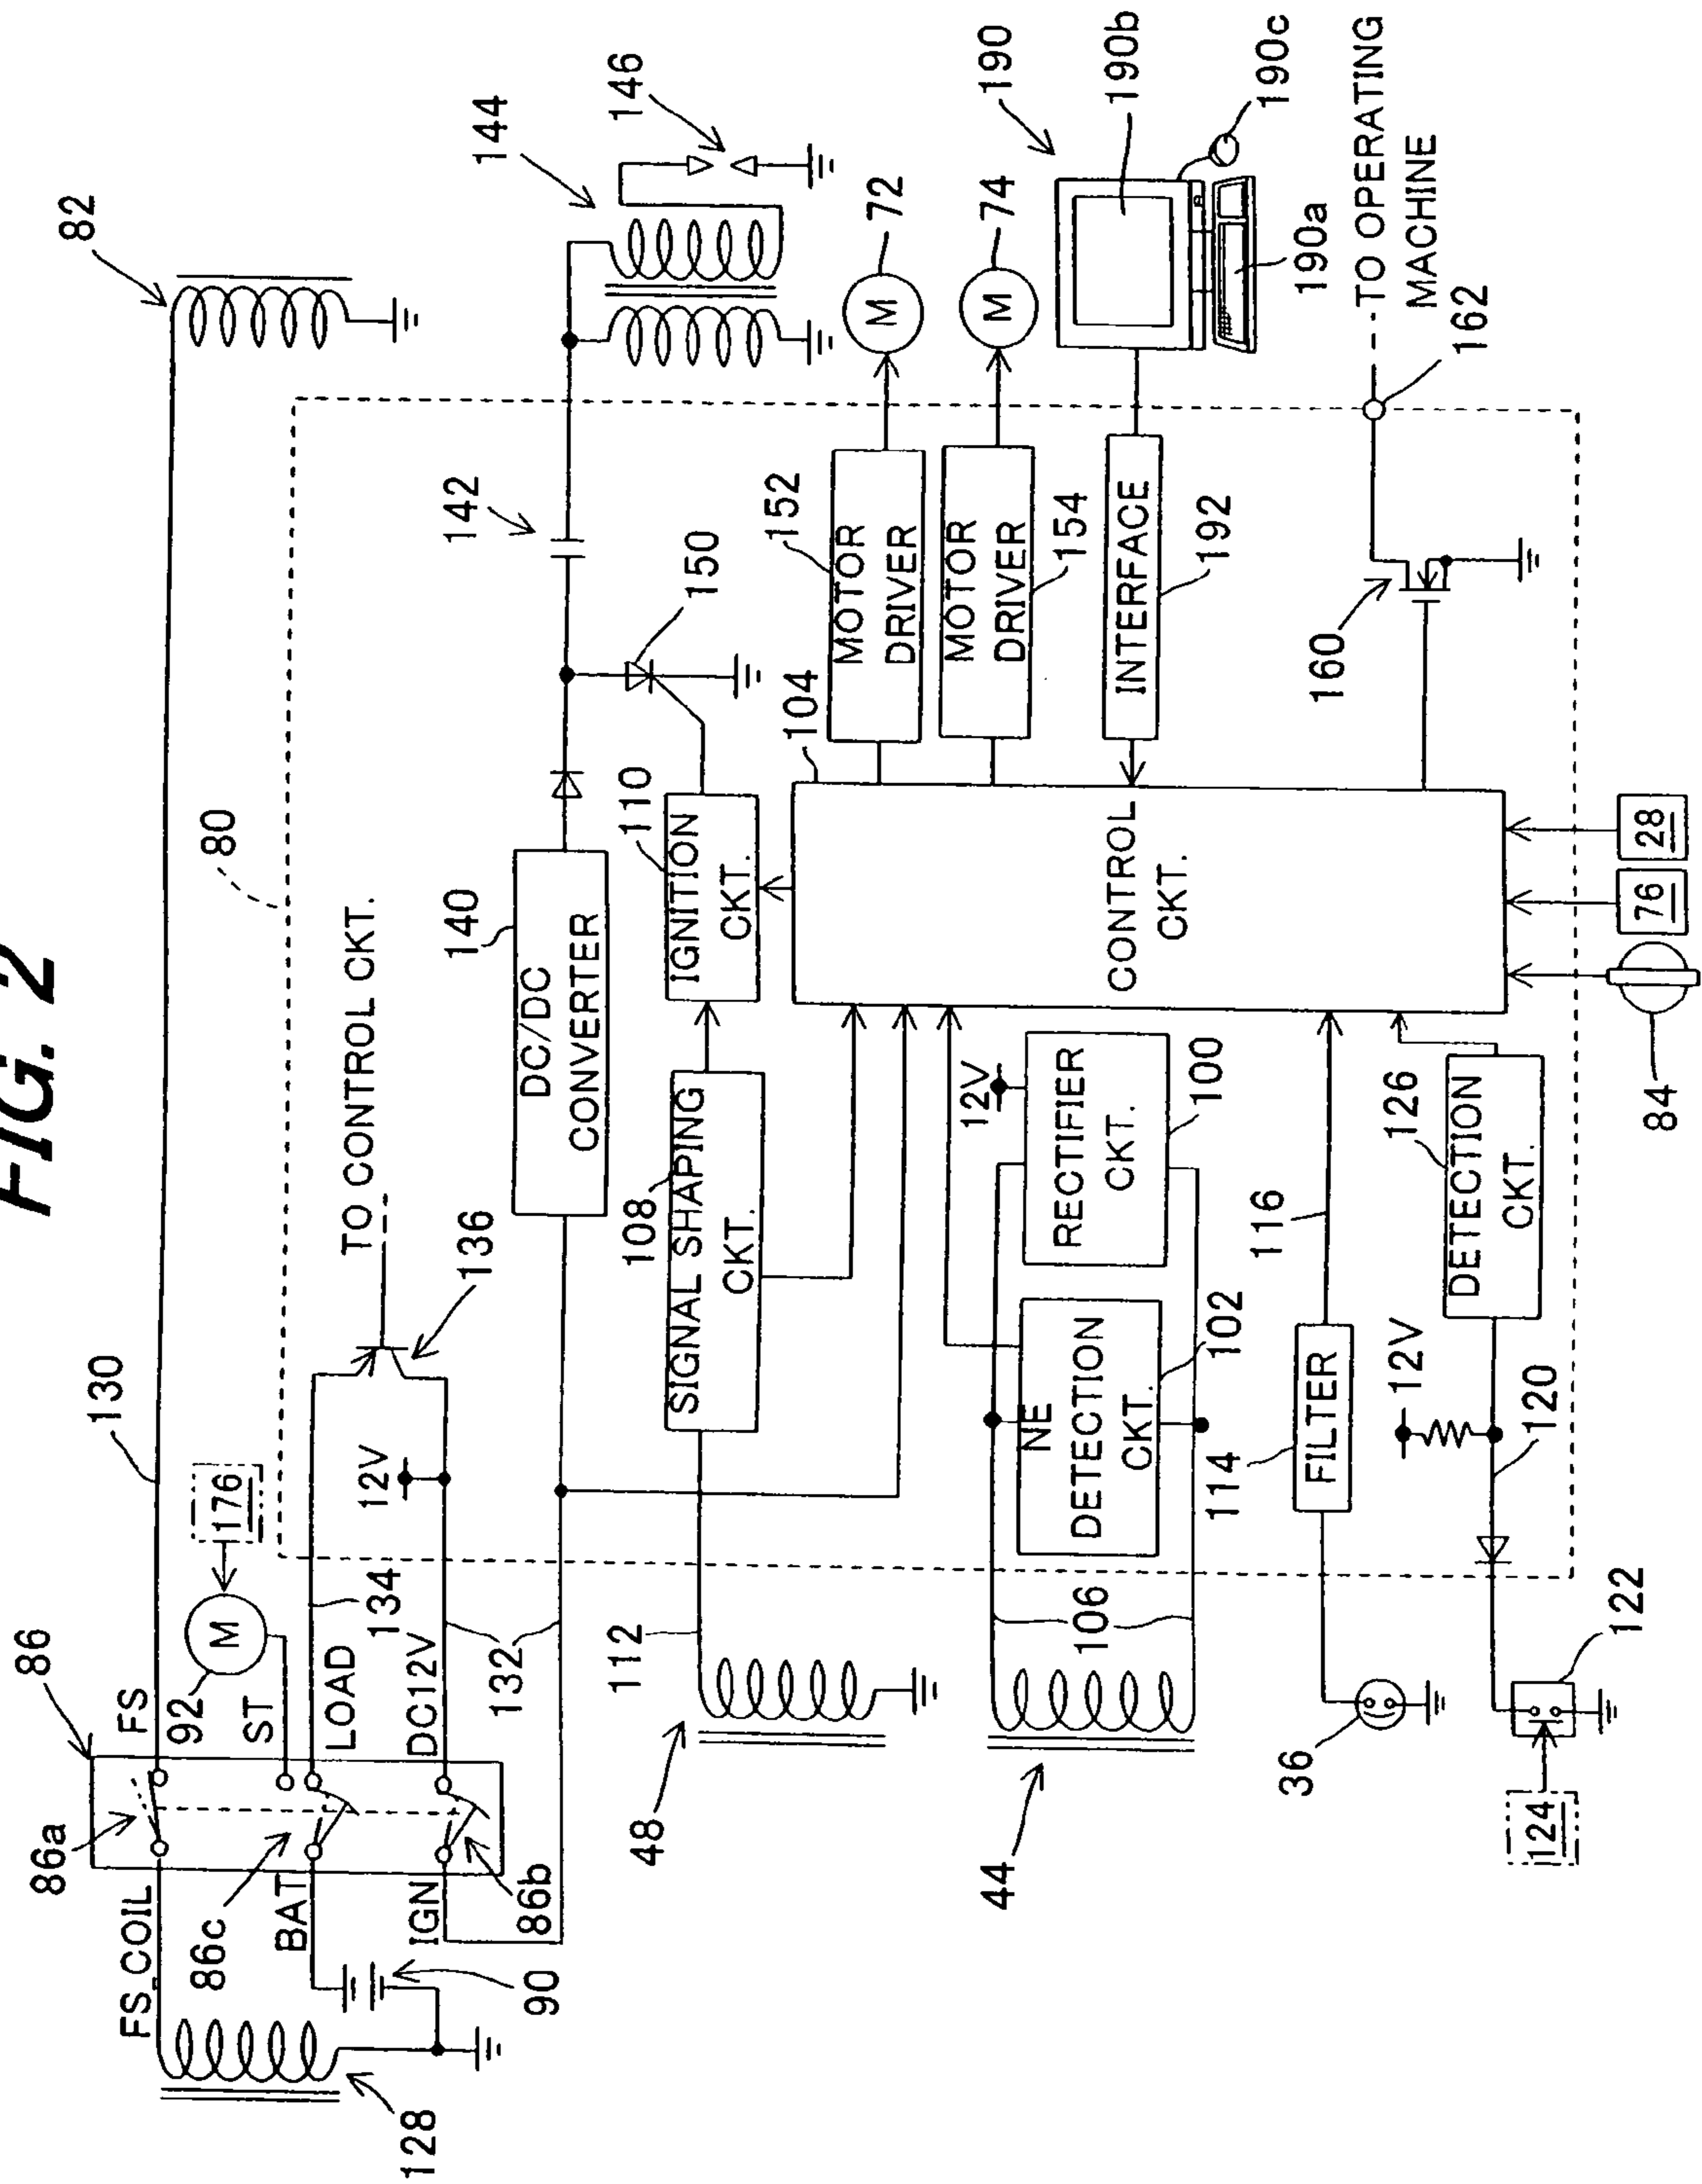 FIG. 2
82
80
130
TO CONTROL CKT.
136
86
FS
92
M
176
ST
LOAD
134
12V
DC12V
132
86a
86c
86b
FS_COIL
BAT
IGN
90
128
140
DC/DC
CONVERTER
142
144
146
150
108
SIGNAL SHAPING
CKT.
110
IGNITION
CKT.
104
152
MOTOR
DRIVER
M
72
MOTOR
DRIVER
154
M
74
190
190b
190c
190a
INTERFACE
192
112
48
CONTROL
CKT.
12V
RECTIFIER
CKT.
100
NE
DETECTION
CKT.
102
106
44
TO OPERATING
MACHINE
162
160
116
114
FILTER
36
12V
126
DETECTION
CKT.
120
122
124
84
76
28